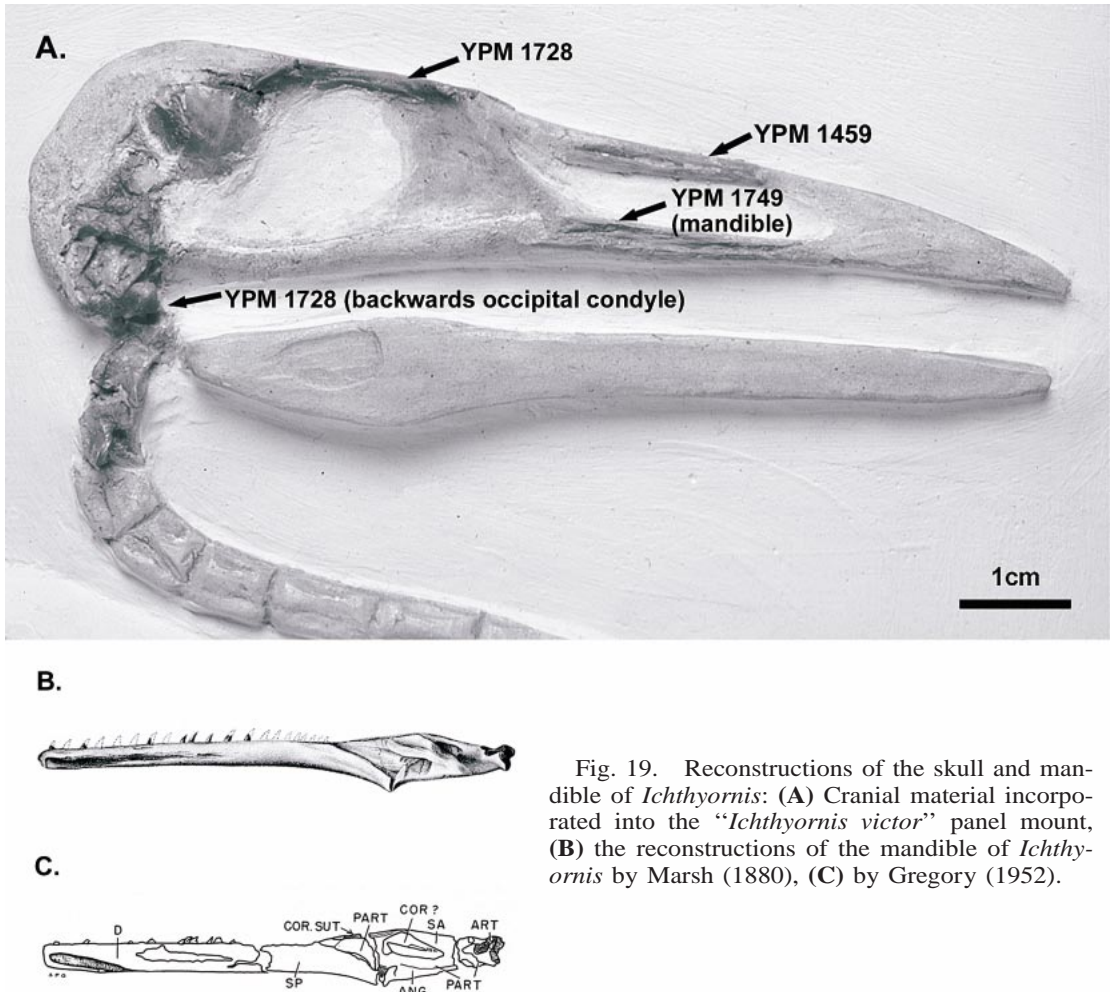 A.
YPM 1728
YPM 1459
YPM 1749
(mandible)
YPM 1728 (backwards occipital condyle)
1cm
B.
Fig. 19. Reconstructions of the skull and man-
dible of Ichthyornis: (A) Cranial material incorpo-
rated into the “Ichthyornis victor” panel mount,
(B) the reconstructions of the mandible of Ichthy-
ornis by Marsh (1880), (C) by Gregory (1952).
C.
D
COR. SUT
PART
COR ?
SA
ART
SP
ANG
PART